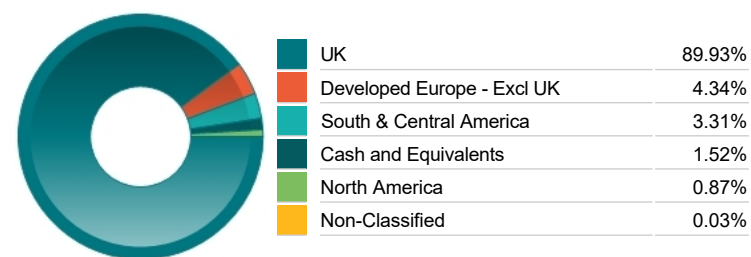 UK 89.93%
Developed Europe - Excl UK 4.34%
South & Central America 3.31%
Cash and Equivalents 1.52%
North America 0.87%
Non-Classified 0.03%